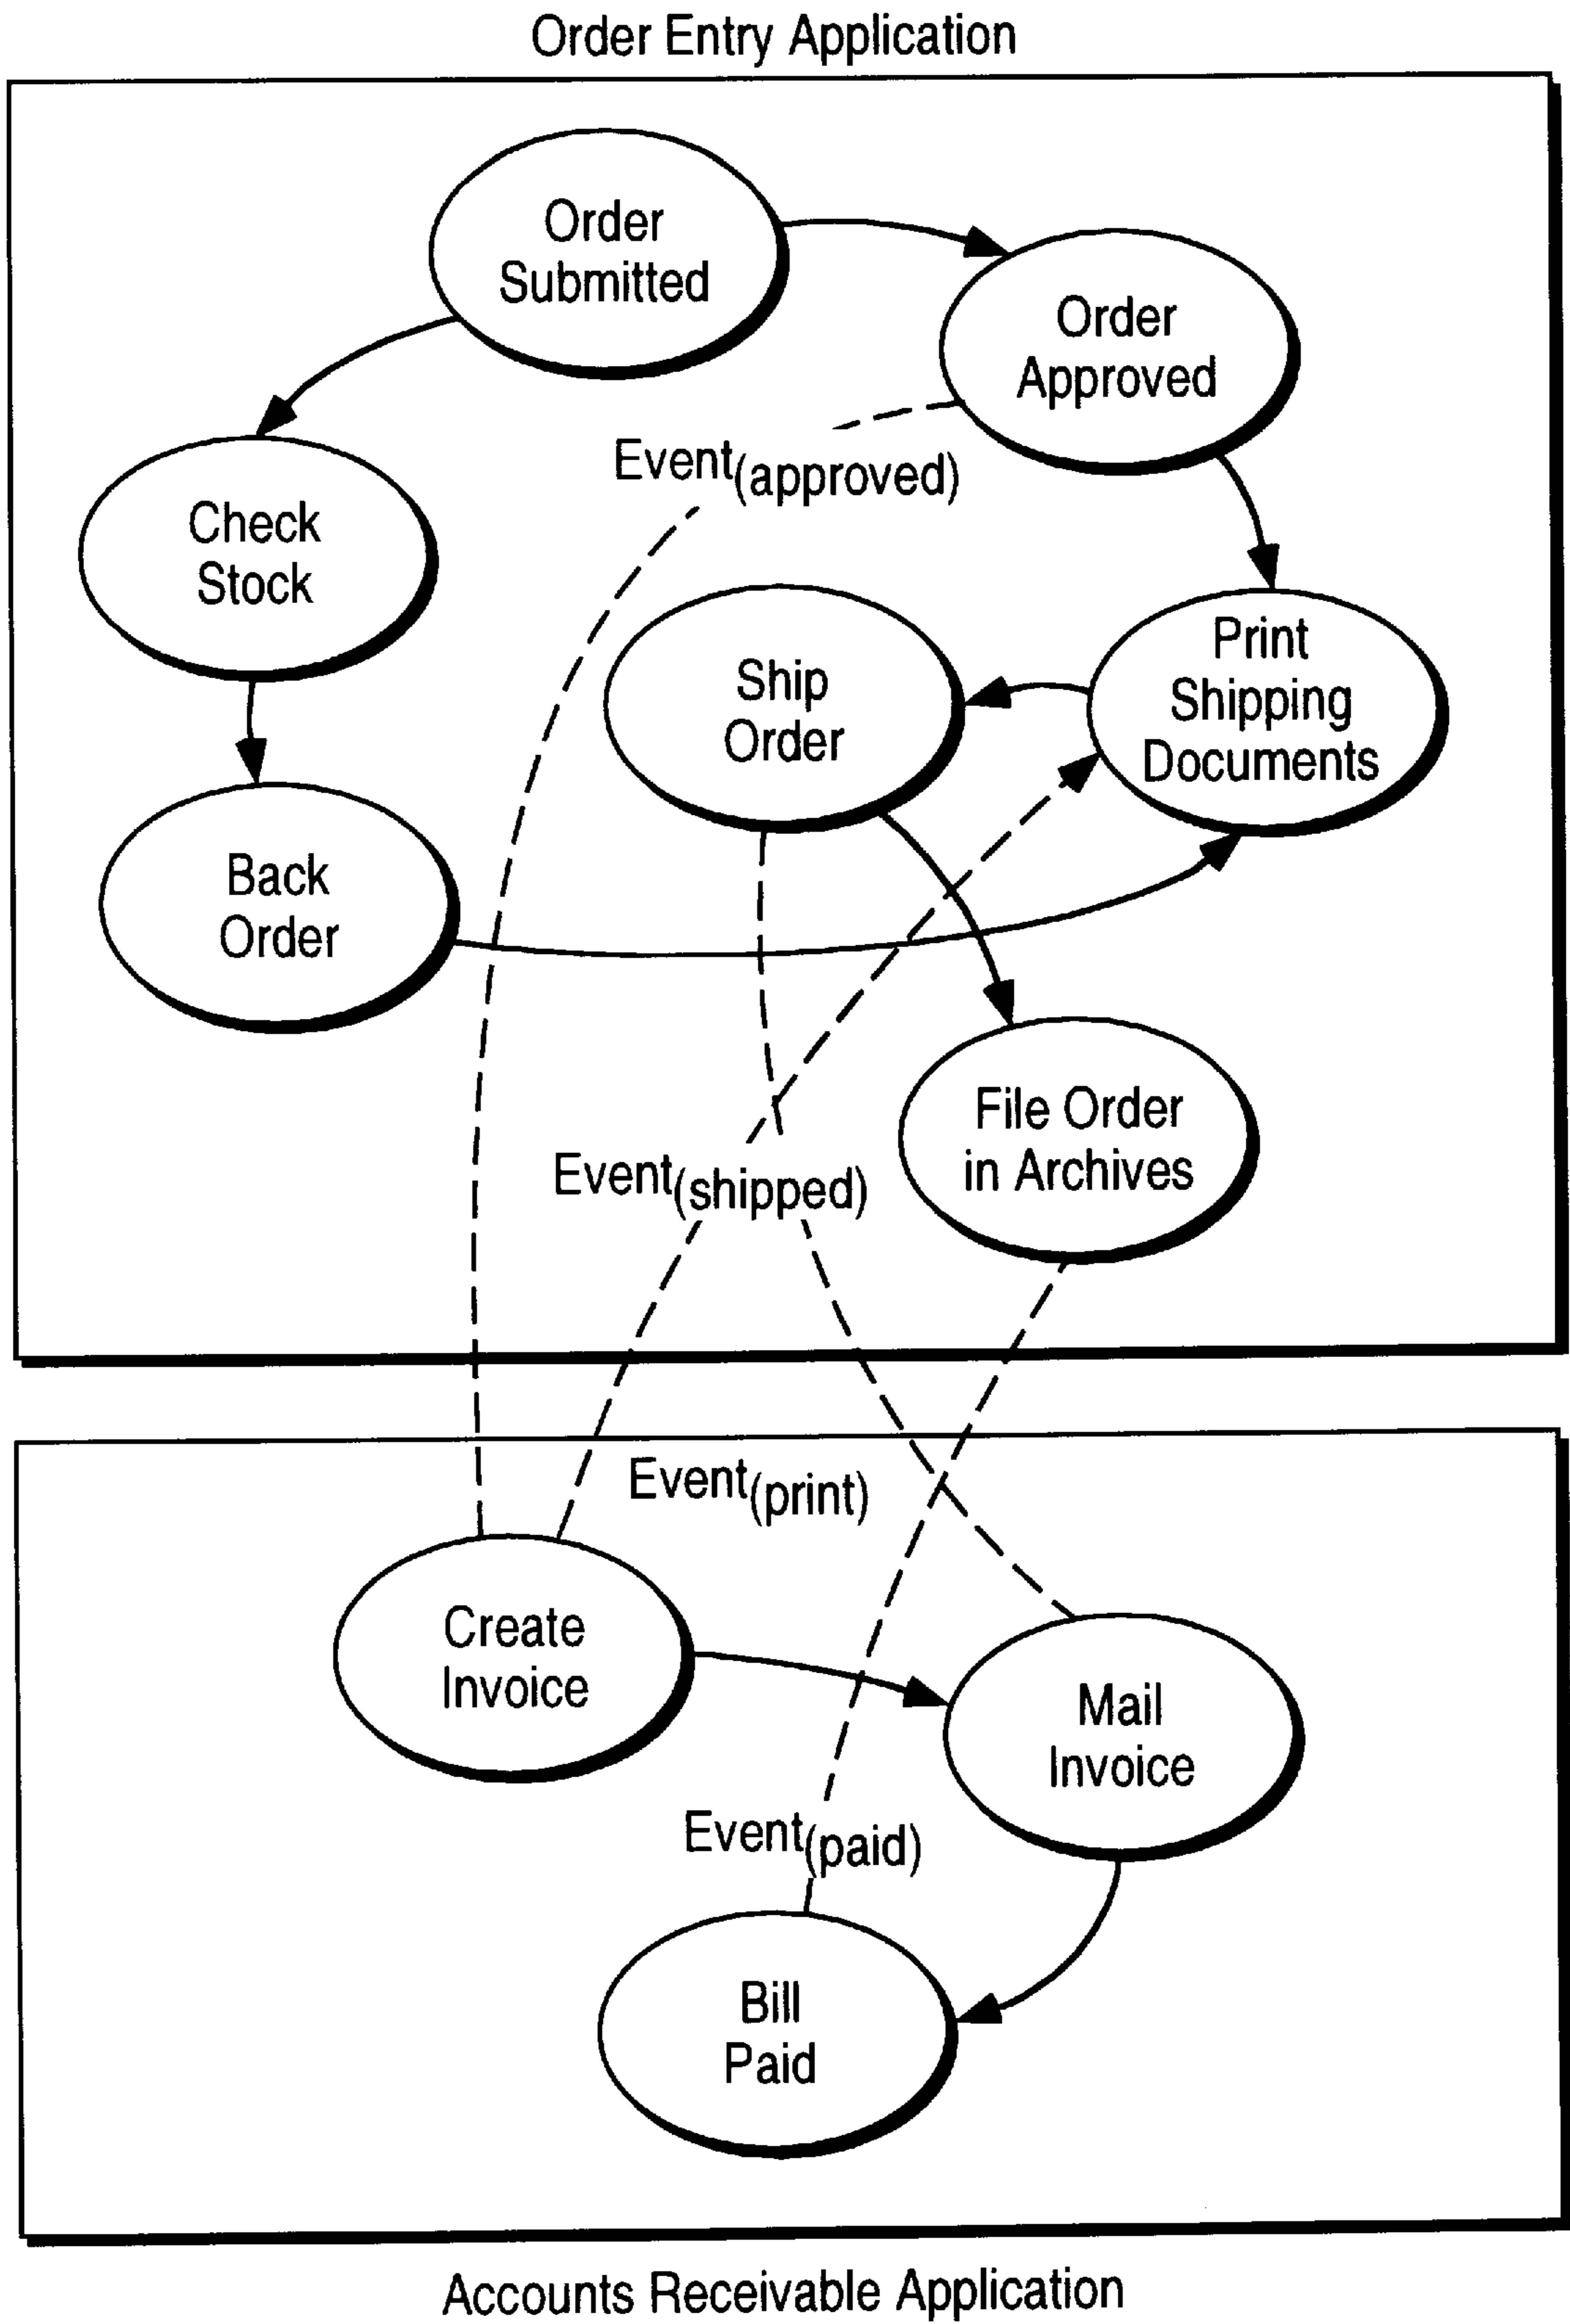 Order Entry Application
Order
Submitted
Order
Approved
Event(approved)
Check
Stock
Print
Shipping
Documents
Ship
Order
Back
Order
File Order
in Archives
Event(shipped)
Event(print)
Create
Invoice
Mail
Invoice
Event(paid)
Bill
Paid
Accounts Receivable Application